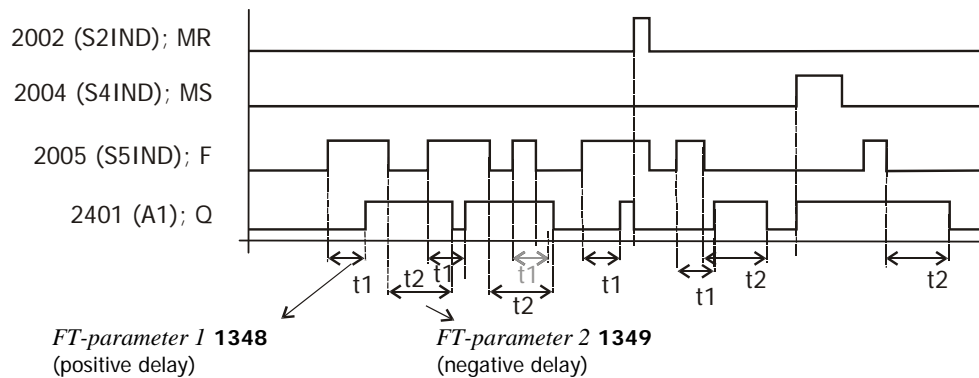 2002 (S2IND); MR
2004 (S4IND); MS
2005 (S5IND); F
2401 (A1); Q
t1
t2
t1
t2
t1
t1
t1
t2
t2
FT-parameter 1 1348
(positive delay)
FT-parameter 2 1349
(negative delay)